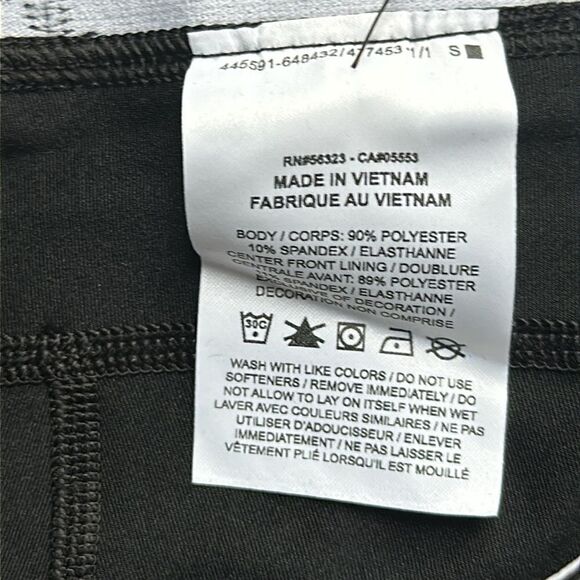 445591-648432/477453 1/1 S
RN#56323 - CA#05553
MADE IN VIETNAM
FABRIQUE AU VIETNAM
BODY / CORPS: 90% POLYESTER
10% SPANDEX / ELASTHANNE
CENTER FRONT LINING / DOUBLURE
CENTRALE AVANT: 89% POLYESTER
SPANDEX / ELASTHANNE
OF DECORATION /
DECORATION NON COMPRISE
30C
WASH WITH LIKE COLORS / DO NOT USE
SOFTENERS / REMOVE IMMEDIATELY / DO
NOT ALLOW TO LAY ON ITSELF WHEN WET
LAVER AVEC COULEURS SIMILAIRES / NE PAS
UTILISER D'ADOUCISSEUR / ENLEVER
IMMEDIATEMENT / NE PAS LAISSER LE
VÊTEMENT PLIÉ LORSQU'IL EST MOUILLÉ